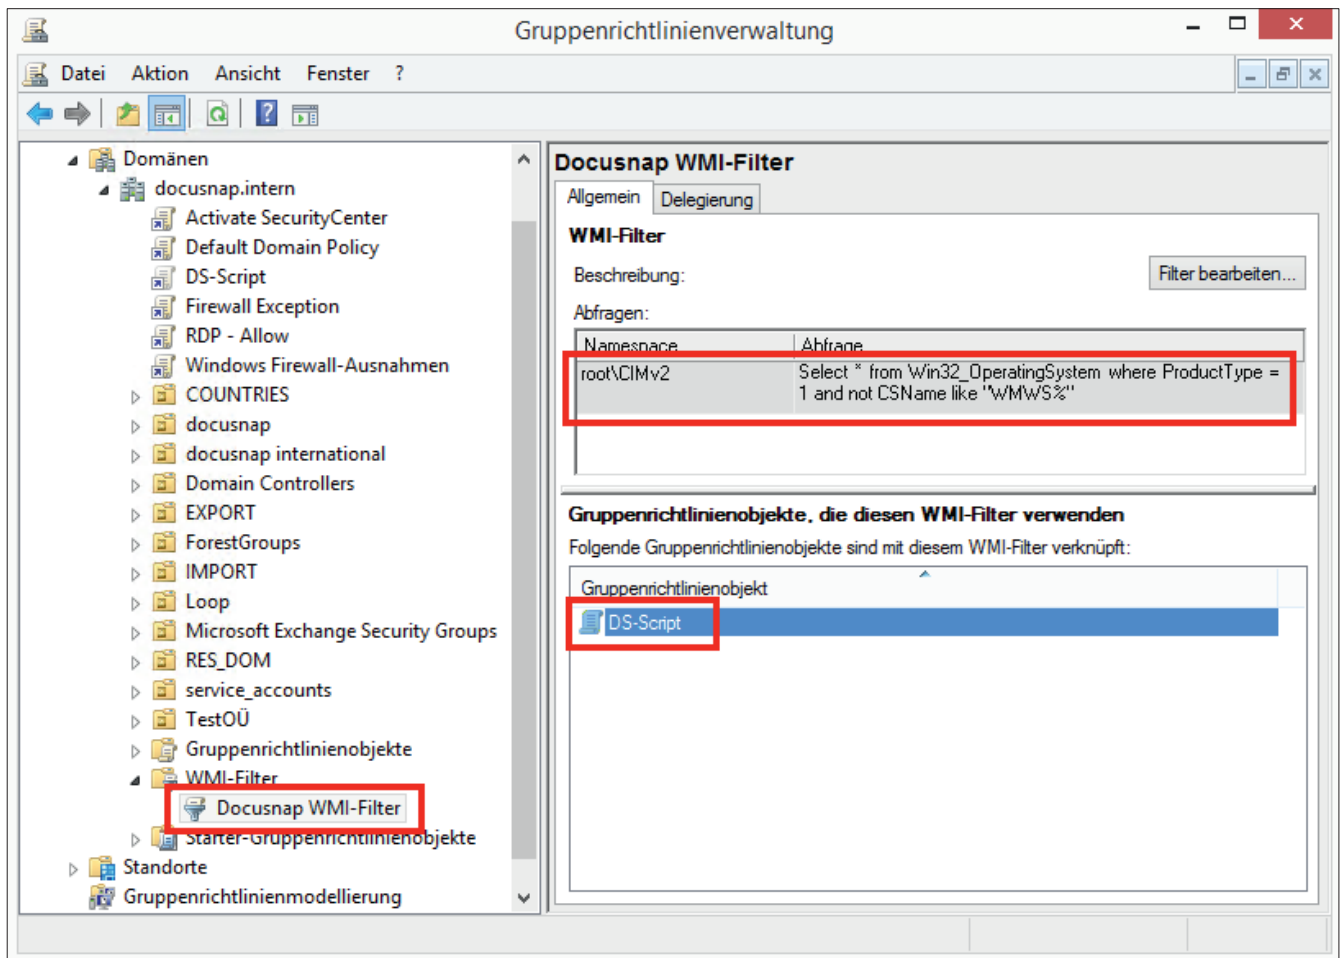 Gruppenrichtlinienverwaltung
Datei Aktion Ansicht Fenster ?
Domänen
docusnap.intern
Activate SecurityCenter
Default Domain Policy
DS-Script
Firewall Exception
RDP - Allow
Windows Firewall-Ausnahmen
COUNTRIES
docusnap
docusnap international
Domain Controllers
EXPORT
ForestGroups
IMPORT
Loop
Microsoft Exchange Security Groups
RES_DOM
service_accounts
TestOÜ
Gruppenrichtlinienobjekte
WMI-Filter
Docusnap WMI-Filter
Starter-Gruppenrichtlinienobjekte
Standorte
Gruppenrichtlinienmodellierung
Docusnap WMI-Filter
Allgemein Delegierung
WMI-Filter
Beschreibung:
Filter bearbeiten...
Abfragen:
Namespace Abfrage
root\CIMv2 Select * from Win32_OperatingSystem where ProductType =
1 and not CSName like "WMWS%"
Gruppenrichtlinienobjekte, die diesen WMI-Filter verwenden
Folgende Gruppenrichtlinienobjekte sind mit diesem WMI-Filter verknüpft:
Gruppenrichtlinienobjekt
DS-Script